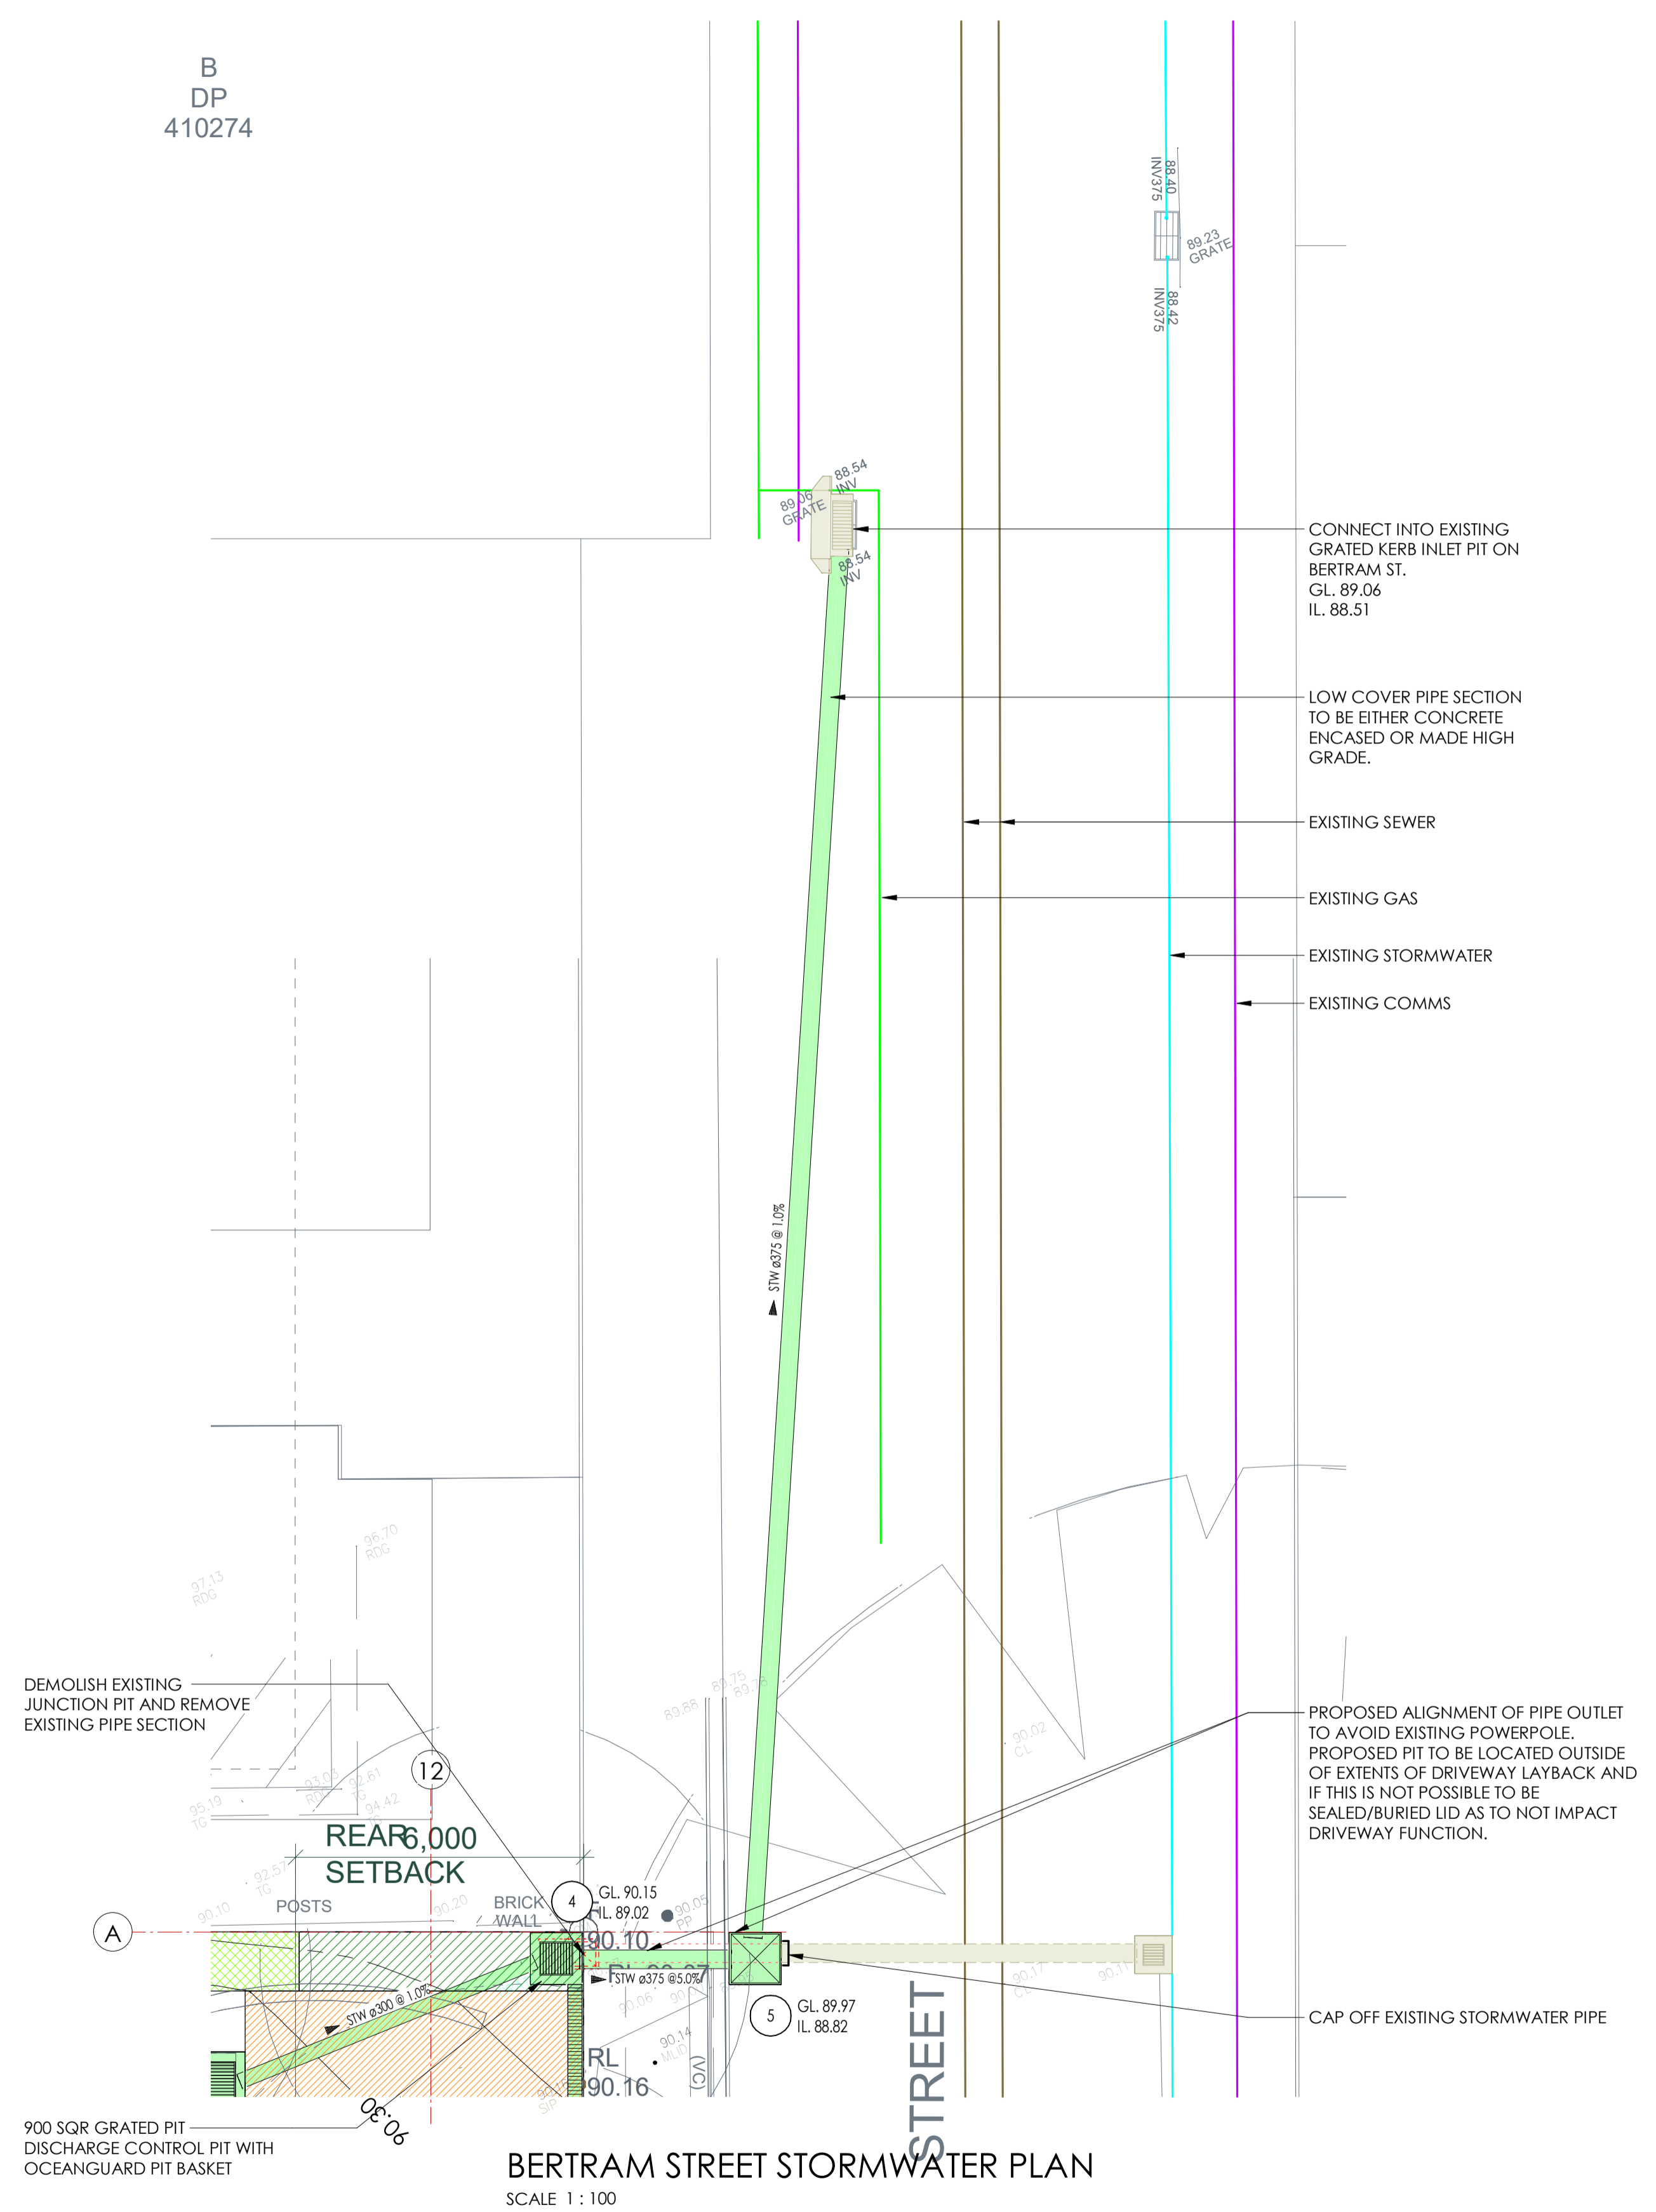 B
DP
410274
88.40
INV375
89.23
GRATE
88.42
INV375
88.54
INV
89.06
GRATE
88.54
INV
CONNECT INTO EXISTING
GRATED KERB INLET PIT ON
BERTRAM ST.
GL. 89.06
IL. 88.51
LOW COVER PIPE SECTION
TO BE EITHER CONCRETE
ENCASED OR MADE HIGH
GRADE.
EXISTING SEWER
EXISTING GAS
EXISTING STORMWATER
EXISTING COMMS
STW ø375 @ 1.0%
96.70
RDG
97.13
RDG
DEMOLISH EXISTING
JUNCTION PIT AND REMOVE
EXISTING PIPE SECTION
89.88
89.75
89.78
90.02
CL
PROPOSED ALIGNMENT OF PIPE OUTLET
TO AVOID EXISTING POWERPOLE.
PROPOSED PIT TO BE LOCATED OUTSIDE
OF EXTENTS OF DRIVEWAY LAYBACK AND
IF THIS IS NOT POSSIBLE TO BE
SEALED/BURIED LID AS TO NOT IMPACT
DRIVEWAY FUNCTION.
12
93.03
RDG
92.61
TG
94.42
TG
95.19
TG
REAR 6,000
SETBACK
92.57
TG
POSTS
90.10
90.20
BRICK
WALL
4
GL. 90.15
IL. 89.02
90.05
PP
A
90.10
STW ø375 @5.0%
STW ø300 @ 1.0%
90.06
90.17
90.11
5
GL. 89.97
IL. 88.82
CAP OFF EXISTING STORMWATER PIPE
90.14
MLID
RL
90.16
(VC)
SIP
STREET
90.30
900 SQR GRATED PIT
DISCHARGE CONTROL PIT WITH
OCEANGUARD PIT BASKET
BERTRAM STREET STORMWATER PLAN
SCALE 1 : 100